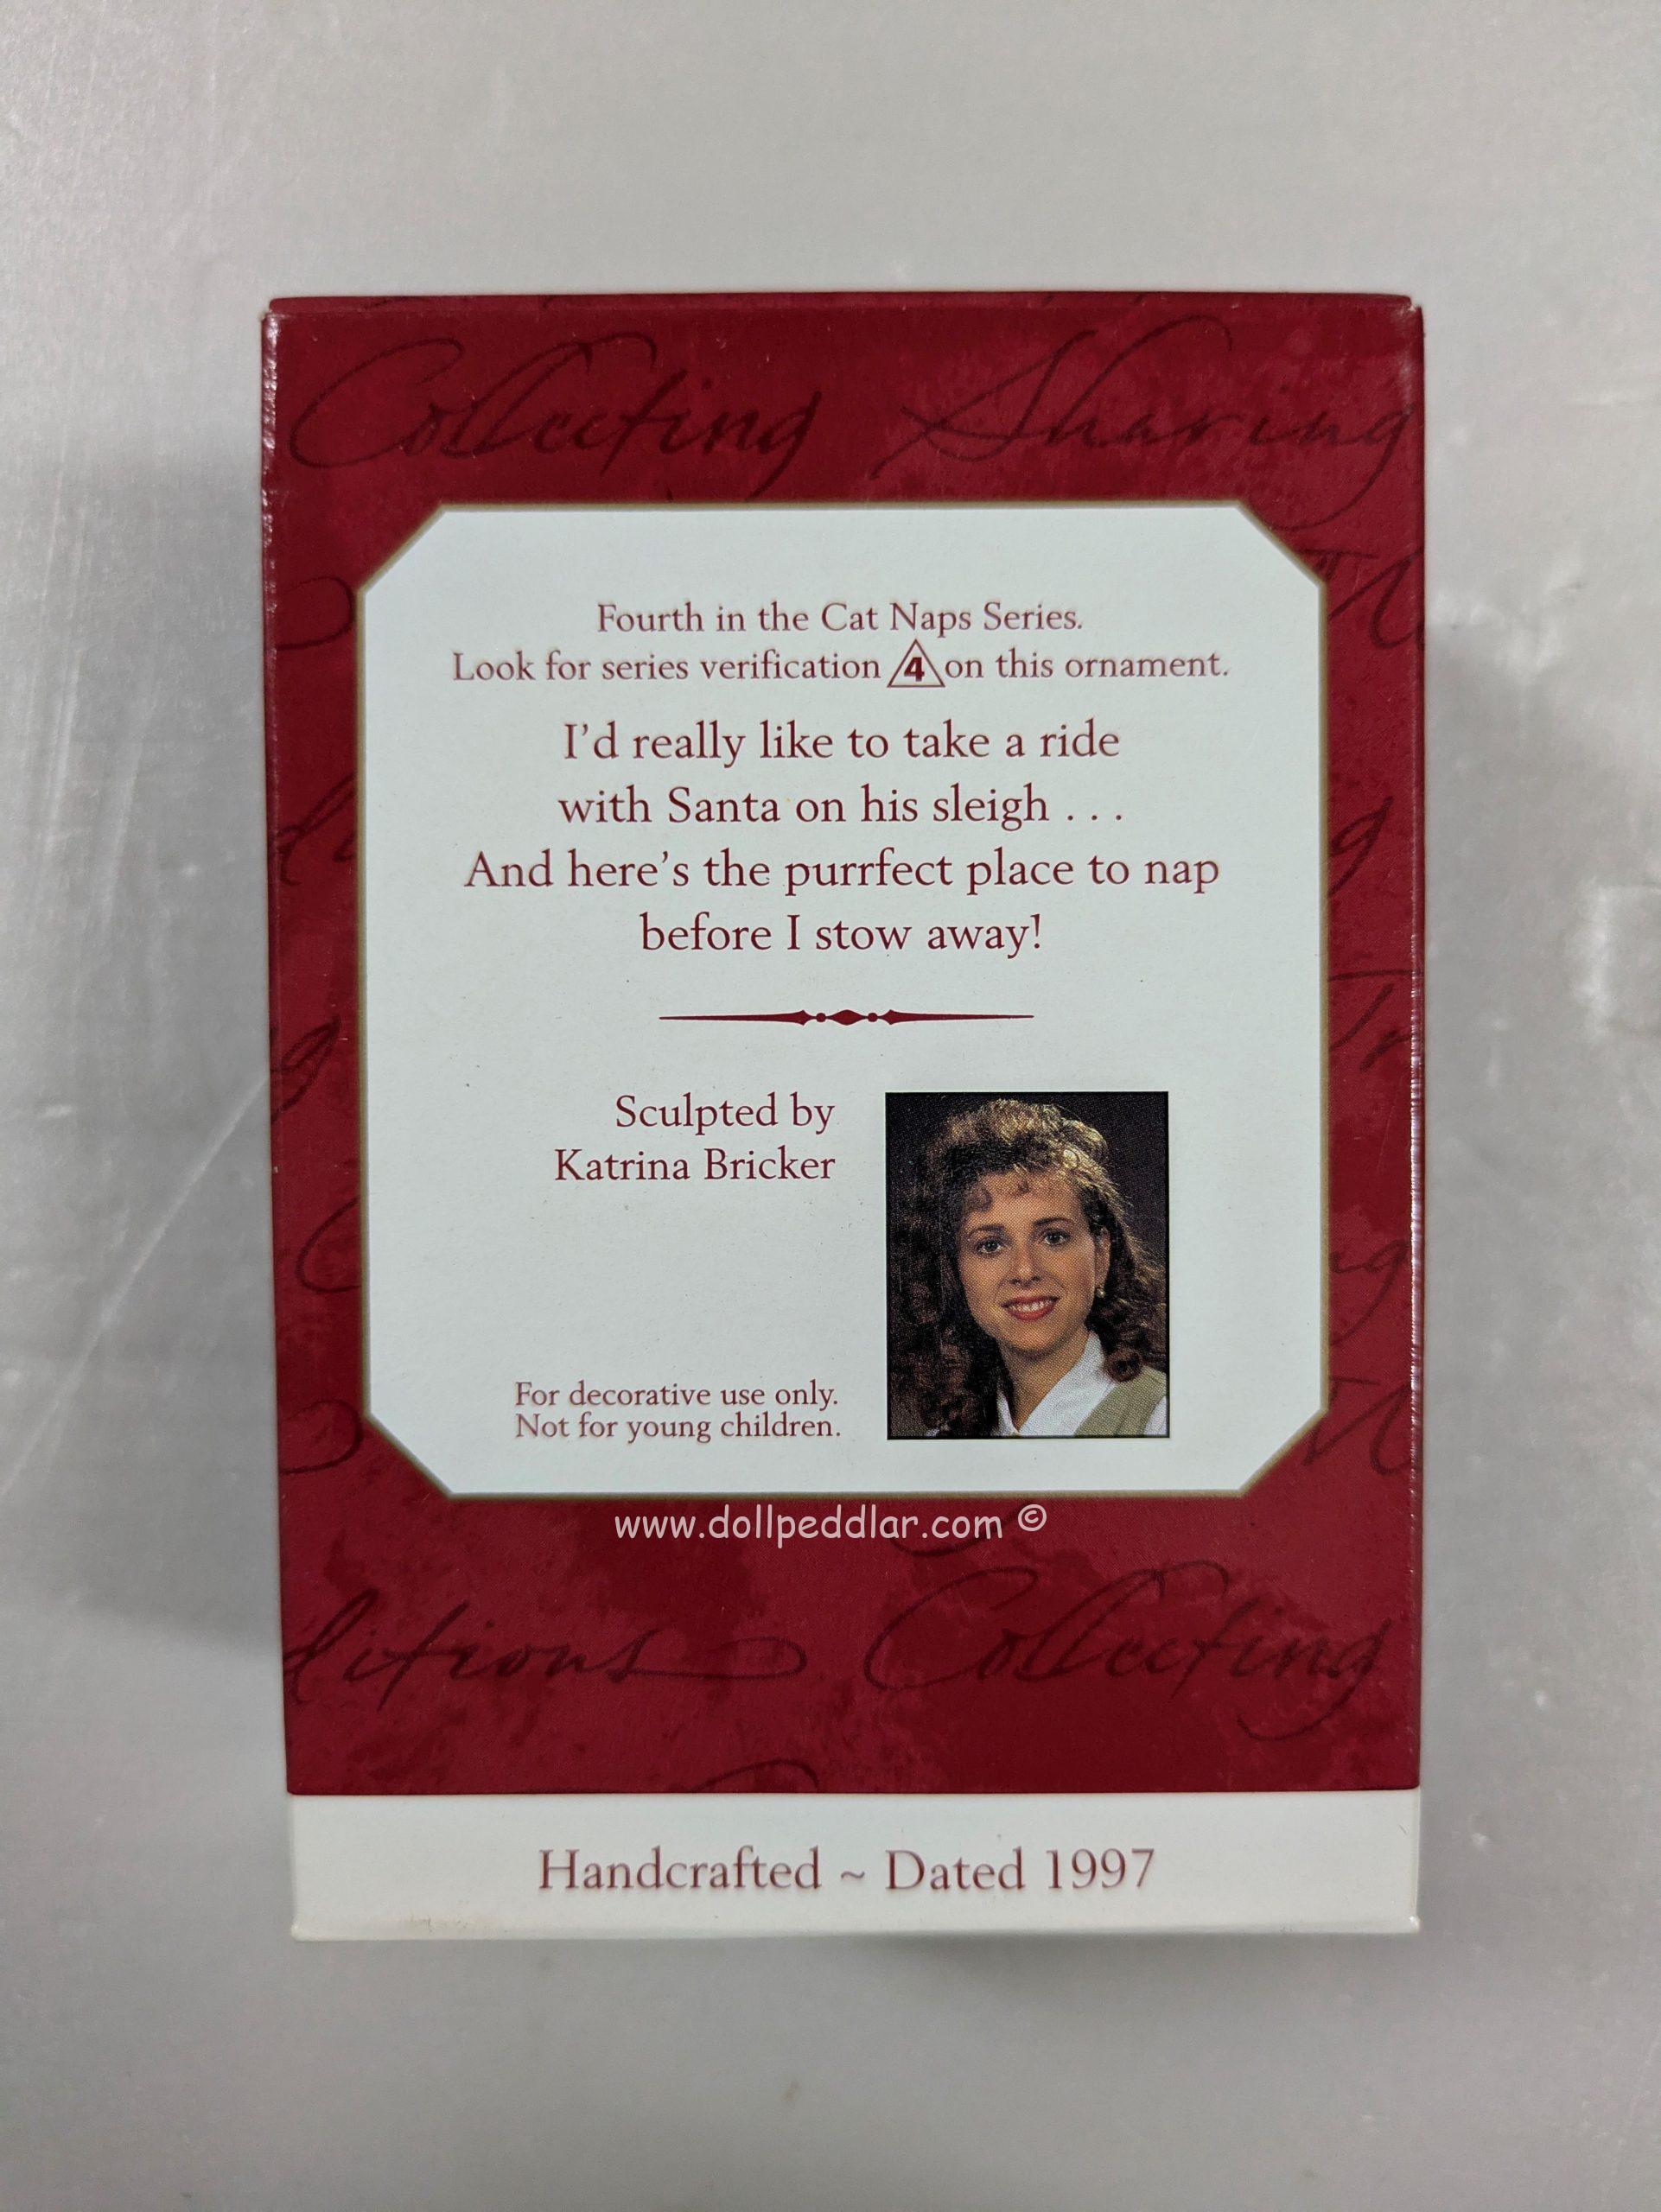 Collecting Sharing
Fourth in the Cat Naps Series.
Look for series verification 4 on this ornament.
I'd really like to take a ride
with Santa on his sleigh . . .
And here's the purrfect place to nap
before I stow away!
Sculpted by
Katrina Bricker
For decorative use only.
Not for young children.
www.dollpeddlar.com ©
ditions Collecting
Handcrafted ~ Dated 1997